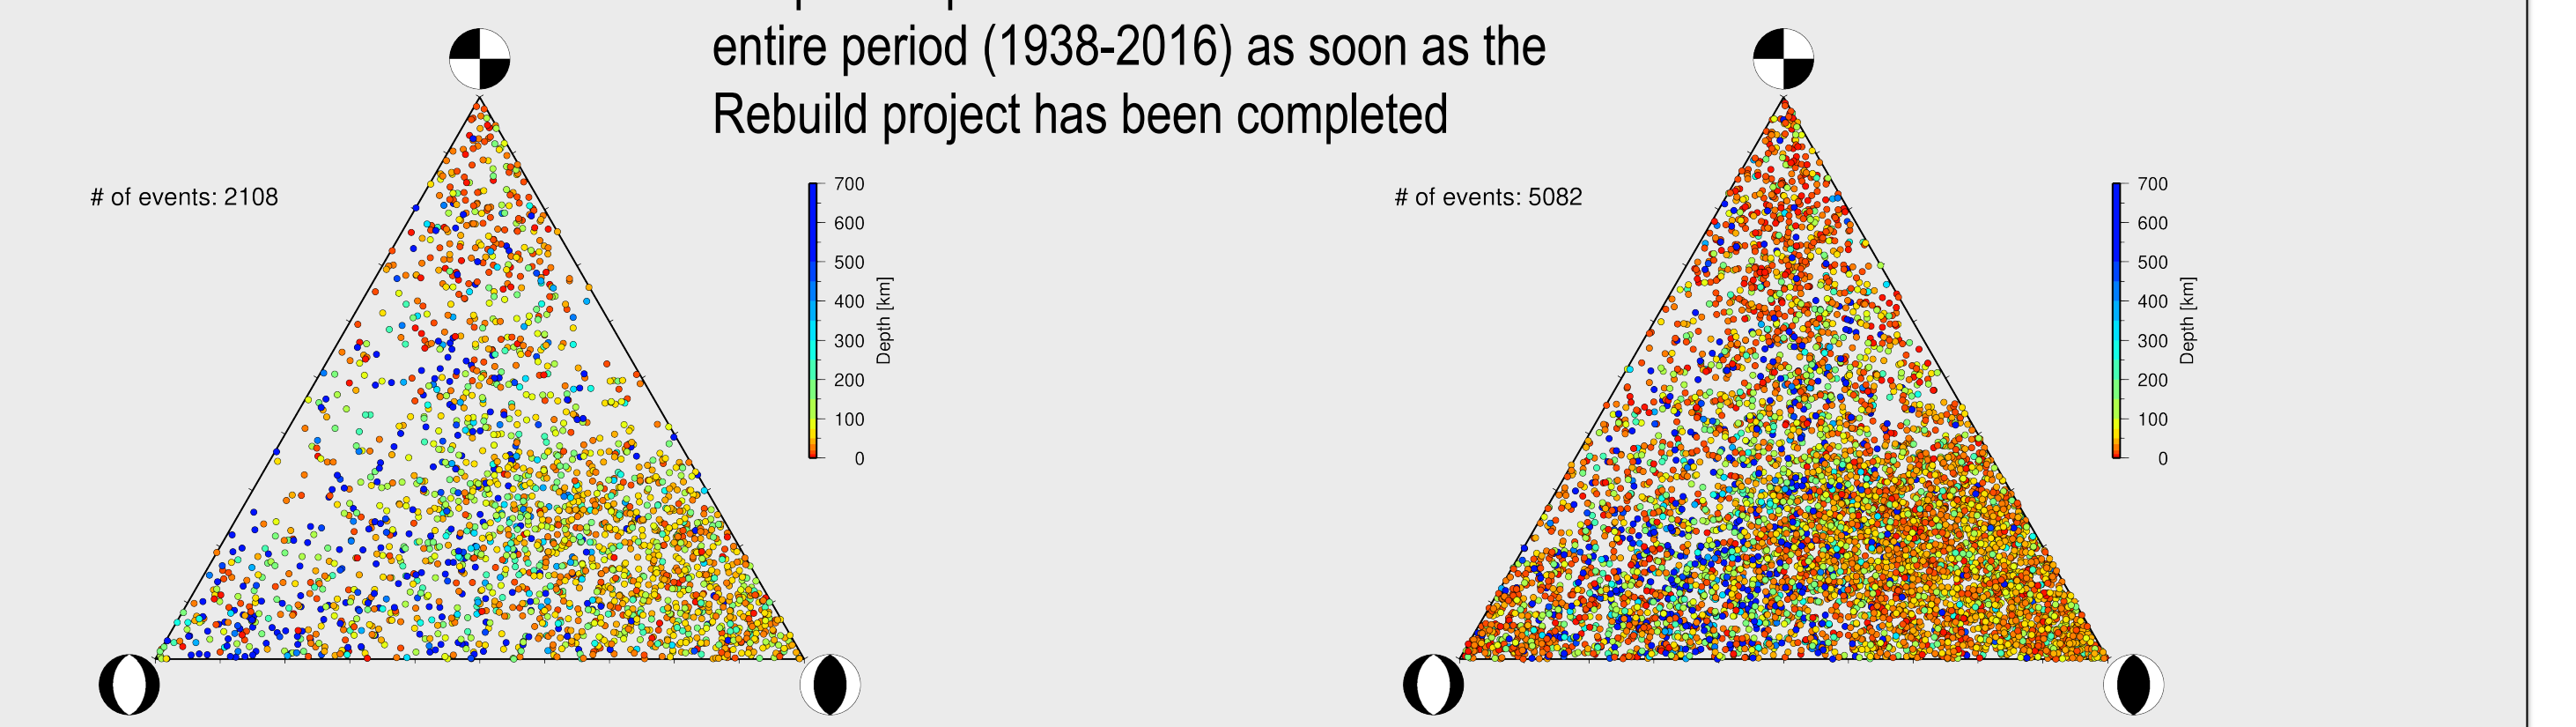 entire period (1938-2016) as soon as the
Rebuild project has been completed
# of events: 2108
700
600
500
400
300
200
100
0
Depth [km]
# of events: 5082
700
600
500
400
300
200
100
0
Depth [km]